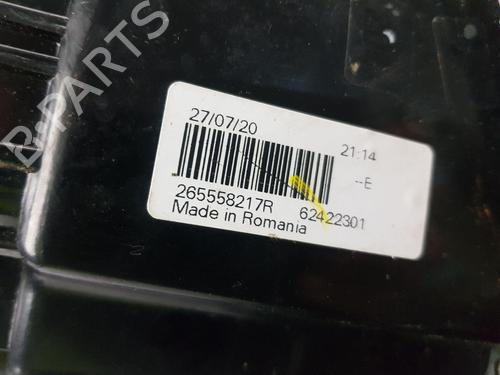 B-PARTS
27/07/20
21:14
--E
265558217R
62422301
Made in Romania